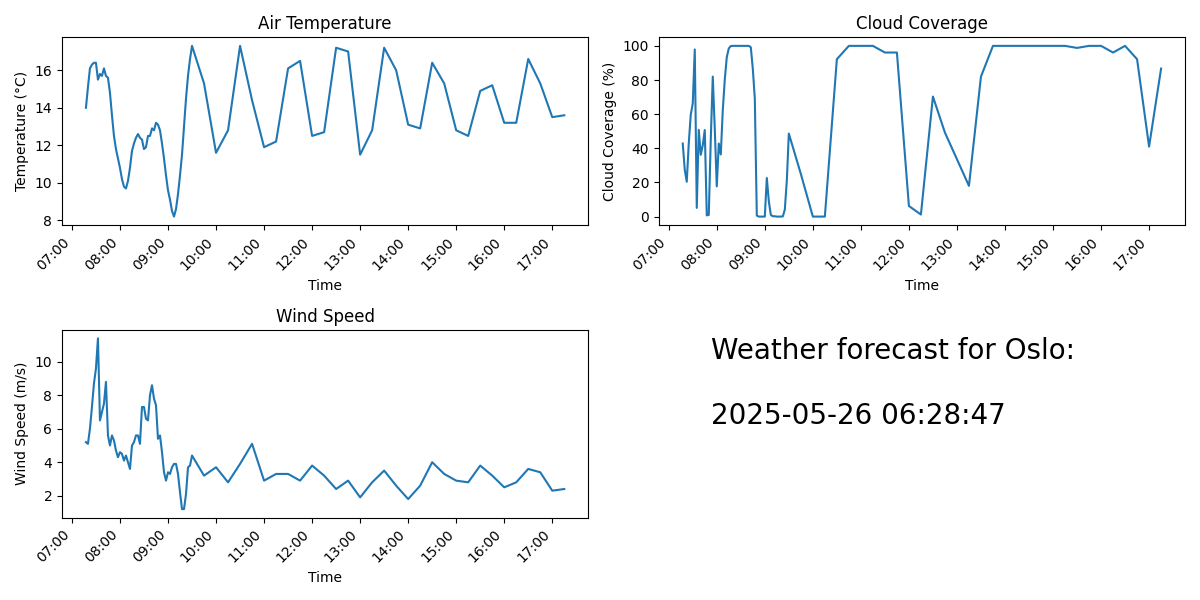 Air Temperature
Temperature (°C)
16
14
12
10
8
07:00 08:00 09:00 10:00 11:00 12:00 13:00 14:00 15:00 16:00 17:00
Time
Cloud Coverage
Cloud Coverage (%)
100
80
60
40
20
0
07:00 08:00 09:00 10:00 11:00 12:00 13:00 14:00 15:00 16:00 17:00
Time
Wind Speed
Wind Speed (m/s)
10
8
6
4
2
07:00 08:00 09:00 10:00 11:00 12:00 13:00 14:00 15:00 16:00 17:00
Time
Weather forecast for Oslo:
2025-05-26 06:28:47